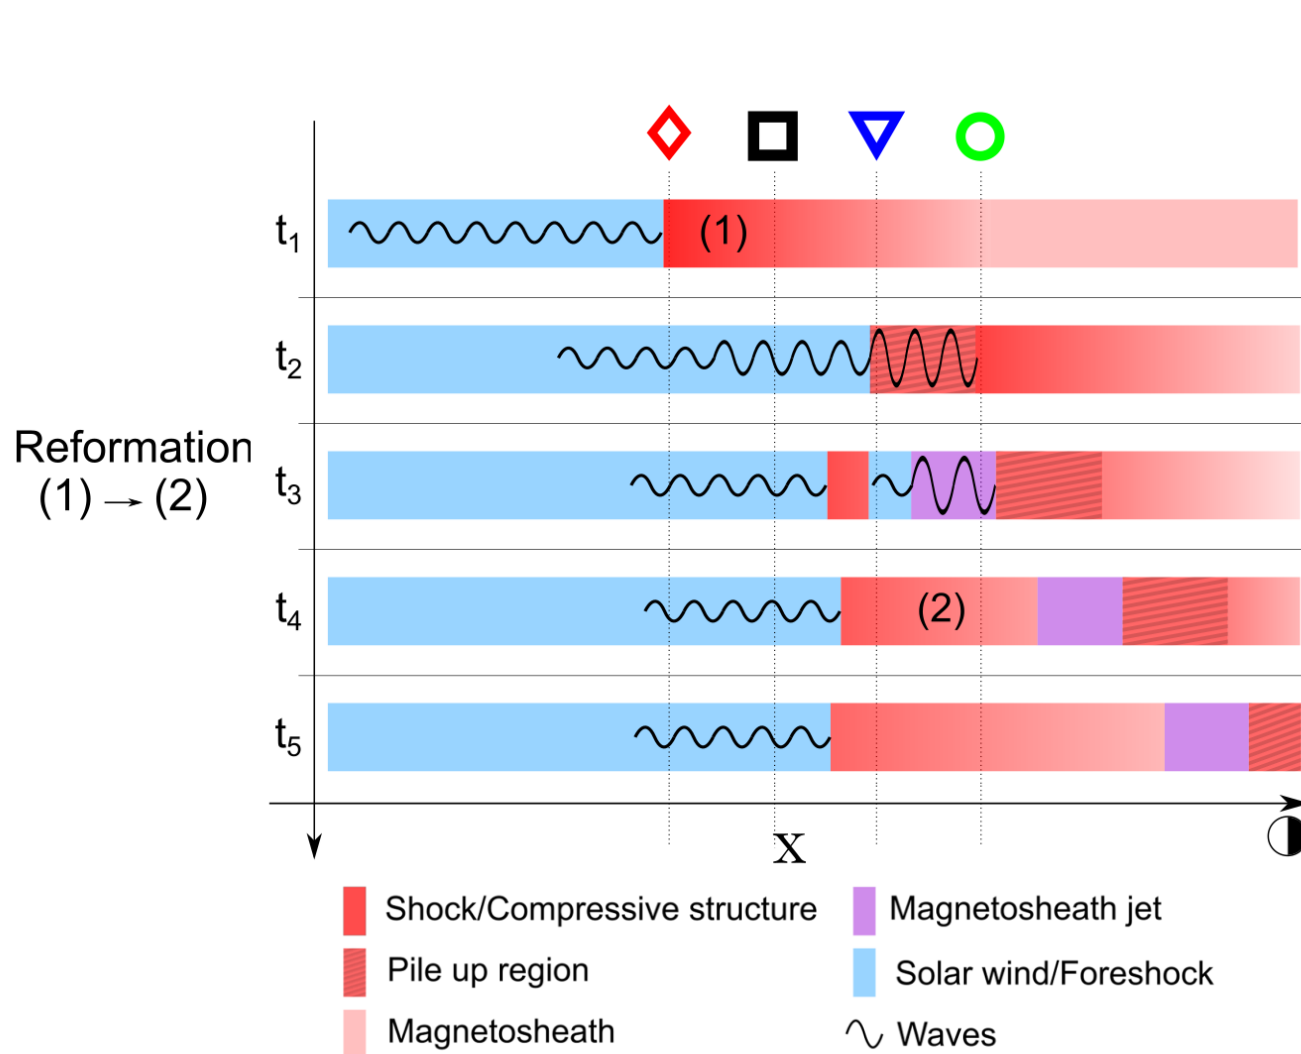 t1
(1)
t2
Reformation
(1) → (2)
t3
t4
(2)
t5
X
Shock/Compressive structure
Magnetosheath jet
Pile up region
Solar wind/Foreshock
Magnetosheath
Waves